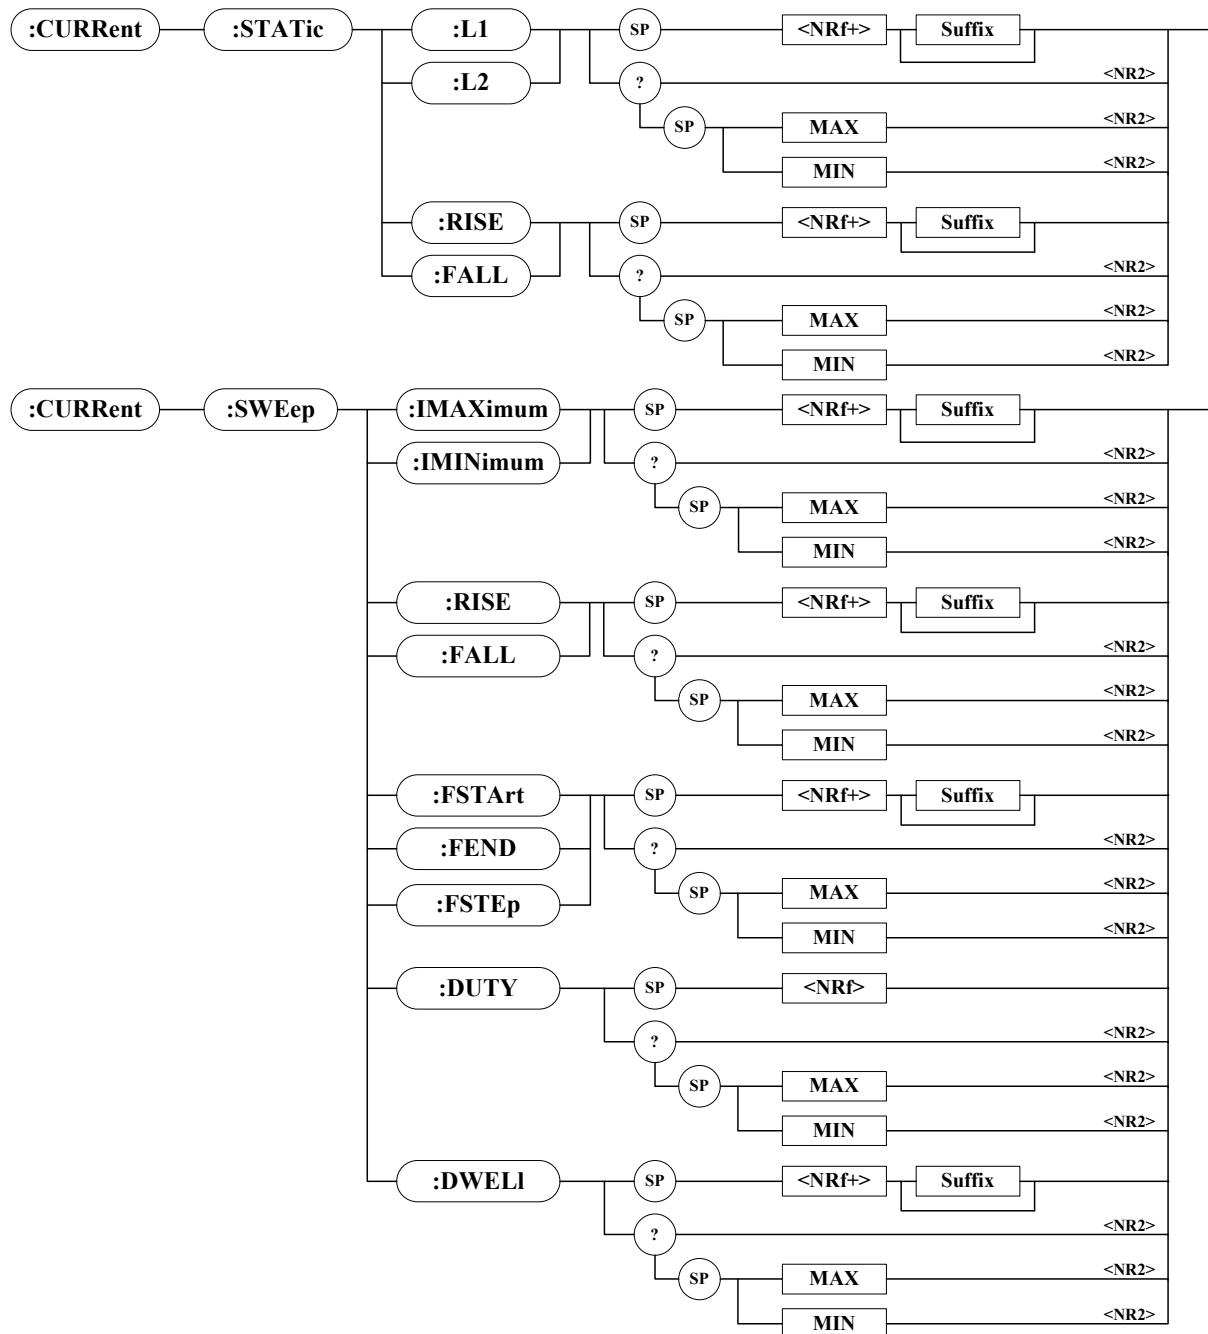 :CURRent :STATic :L1 SP <NRf+> Suffix
:L2 ? <NR2>
SP MAX <NR2>
MIN <NR2>
:RISE SP <NRf+> Suffix
:FALL ? <NR2>
SP MAX <NR2>
MIN <NR2>
:CURRent :SWEep :IMAXimum SP <NRf+> Suffix
:IMINimum ? <NR2>
SP MAX <NR2>
MIN <NR2>
:RISE SP <NRf+> Suffix
:FALL ? <NR2>
SP MAX <NR2>
MIN <NR2>
:FSTArt SP <NRf+> Suffix
:FEND ? <NR2>
:FSTEp SP MAX <NR2>
MIN <NR2>
:DUTY SP <NRf>
? <NR2>
SP MAX <NR2>
MIN <NR2>
:DWELl SP <NRf+> Suffix
? <NR2>
SP MAX <NR2>
MIN <NR2>